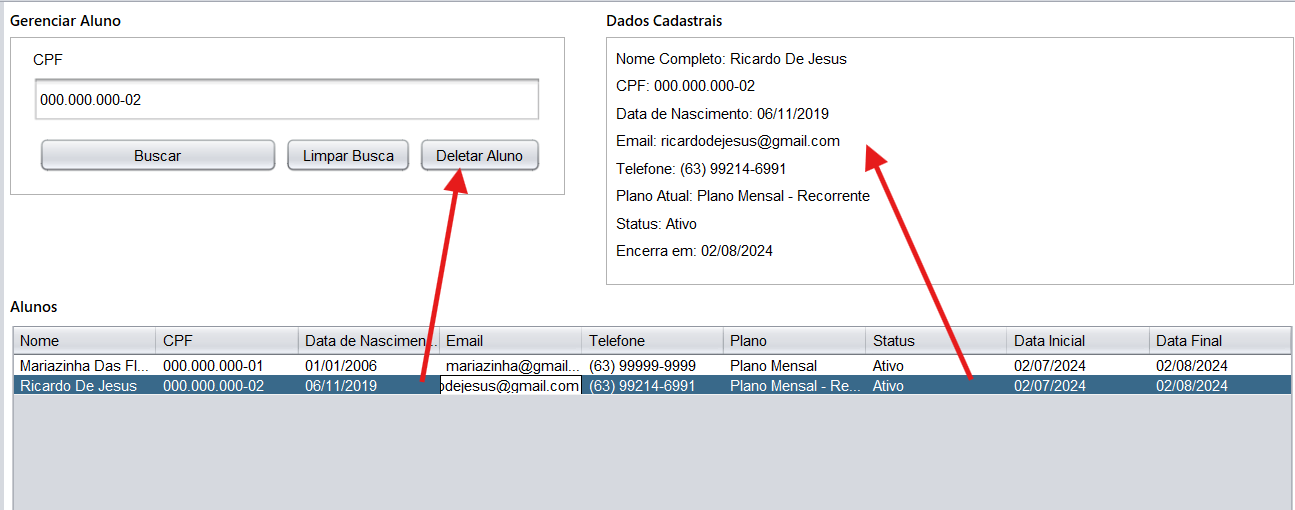 Gerenciar Aluno
CPF
000.000.000-02
Buscar Limpar Busca Deletar Aluno
Dados Cadastrais
Nome Completo: Ricardo De Jesus
CPF: 000.000.000-02
Data de Nascimento: 06/11/2019
Email: ricardodejesus@gmail.com
Telefone: (63) 99214-6991
Plano Atual: Plano Mensal - Recorrente
Status: Ativo
Encerra em: 02/08/2024
Alunos
Nome CPF Data de Nascimen... Email Telefone Plano Status Data Inicial Data Final
Mariazinha Das Fl... 000.000.000-01 01/01/2006 mariazinha@gmail... (63) 99999-9999 Plano Mensal Ativo 02/07/2024 02/08/2024
Ricardo De Jesus 000.000.000-02 06/11/2019 odejesus@gmail.com (63) 99214-6991 Plano Mensal - Re... Ativo 02/07/2024 02/08/2024